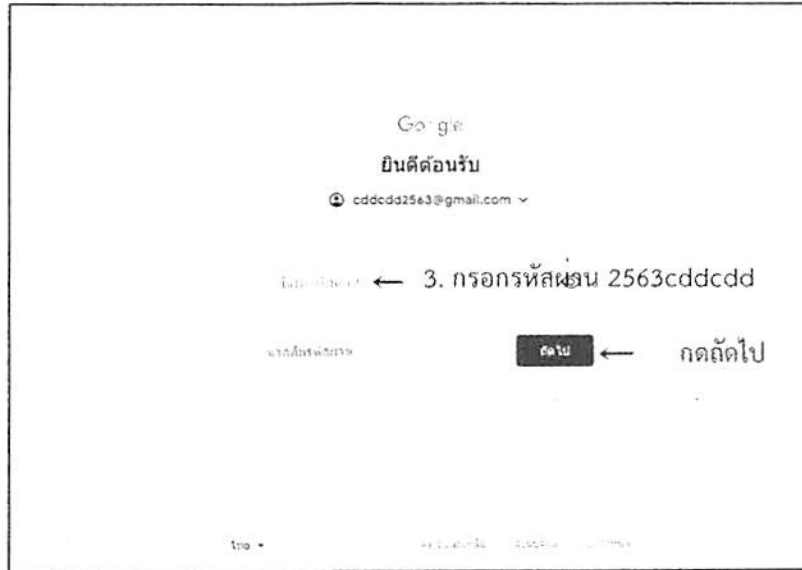 Google
ยินดีต้อนรับ
cddcdd2563@gmail.com
← 3. กรอกรหัสผ่าน 2563cddcdd
ถัดไป ← กดถัดไป
ไทย